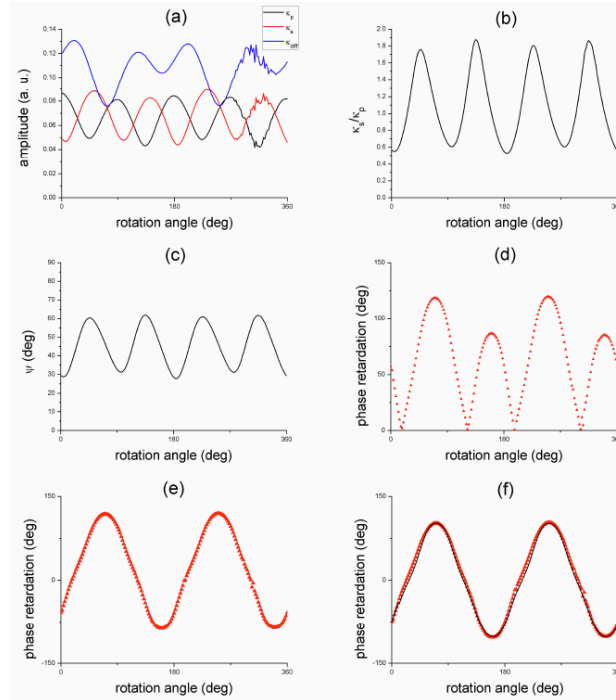 (a)
κp
κs
κdiff
amplitude (a. u.)
0.14
0.12
0.10
0.08
0.06
0.04
0.02
0.00
0
180
360
rotation angle (deg)
(b)
κs/κp
2.0
1.8
1.6
1.4
1.2
1.0
0.8
0.6
0.4
0.2
0.0
0
180
36
rotation angle (deg)
(c)
ψ (deg)
90
80
70
60
50
40
30
20
10
0
0
180
360
rotation angle (deg)
(d)
phase retardation (deg)
150
100
50
0
0
180
36
rotation angle (deg)
(e)
phase retardation (deg)
150
0
-150
0
180
360
rotation angle (deg)
(f)
phase retardation (deg)
150
0
-150
0
180
36
rotation angle (deg)